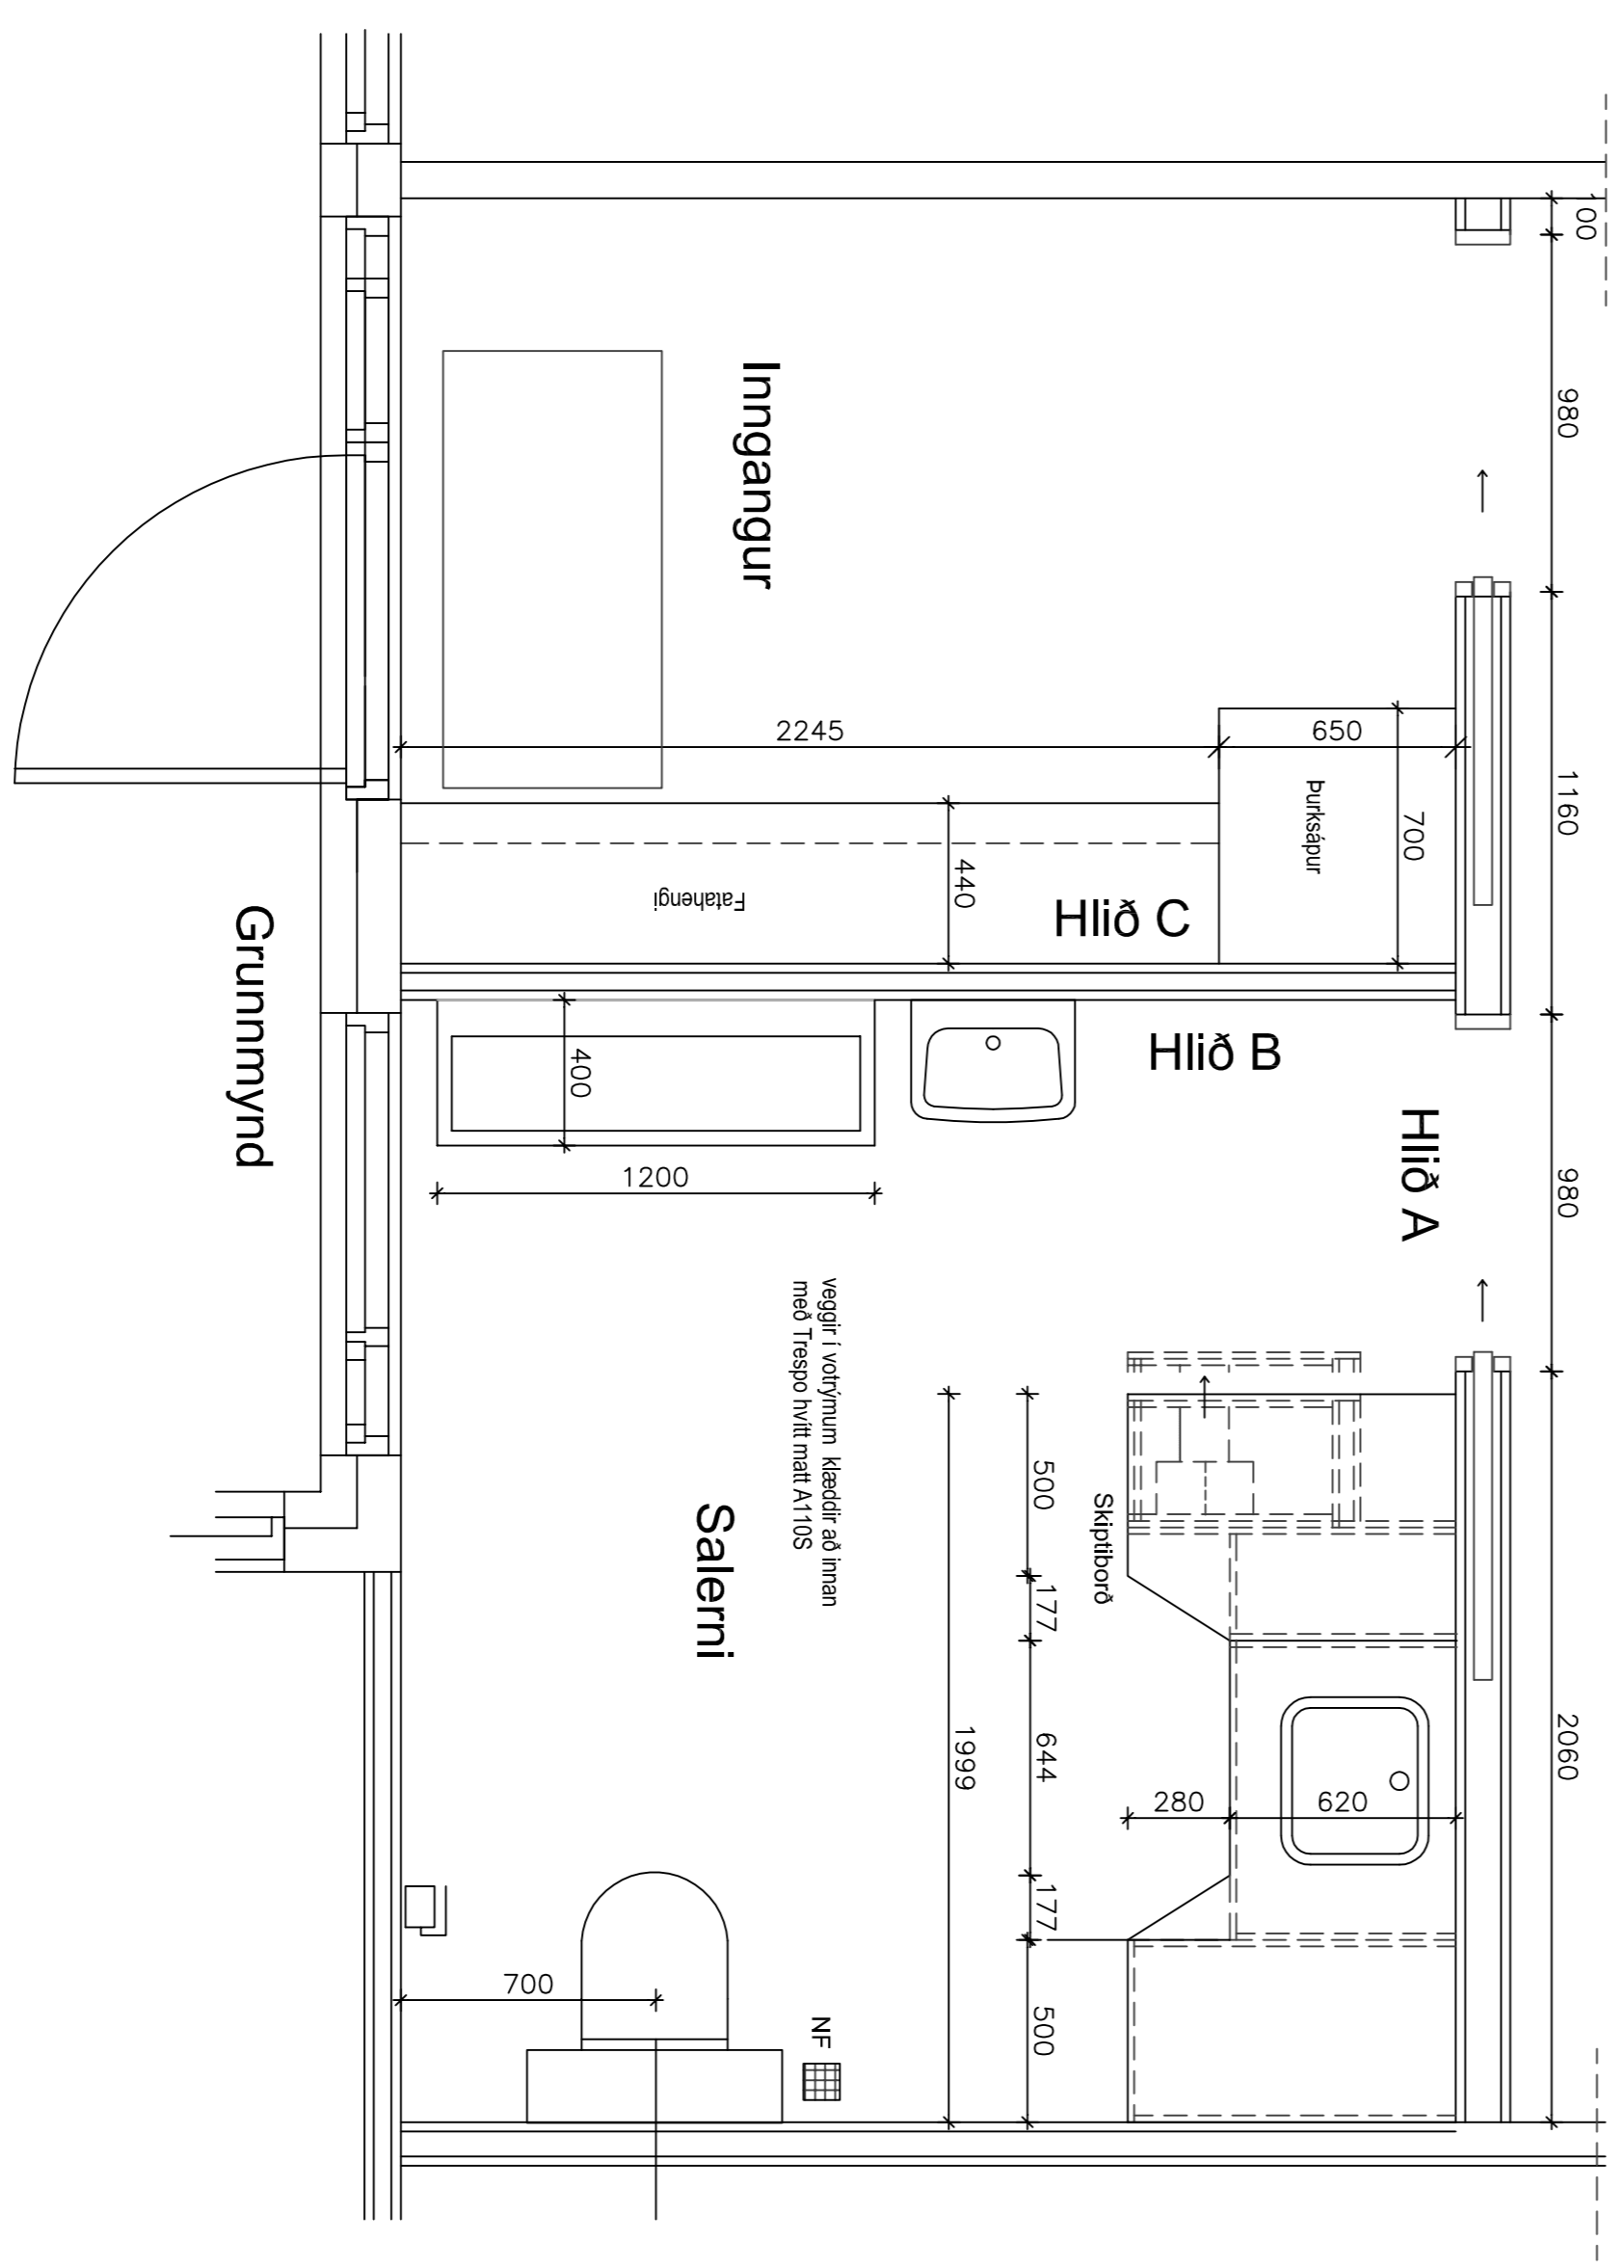 100
980
1160
980
2060
Inngangur
2245
650
700
Þurksápur
440
Fatahengi
Hlið C
Hlið B
Hlið A
Grunnmynd
400
1200
veggir í votrýmum klæddir að innan
með Trespo hvítt matt A110S
Salerni
Skiptiborð
500
177
644
177
500
1999
280
620
700
NF